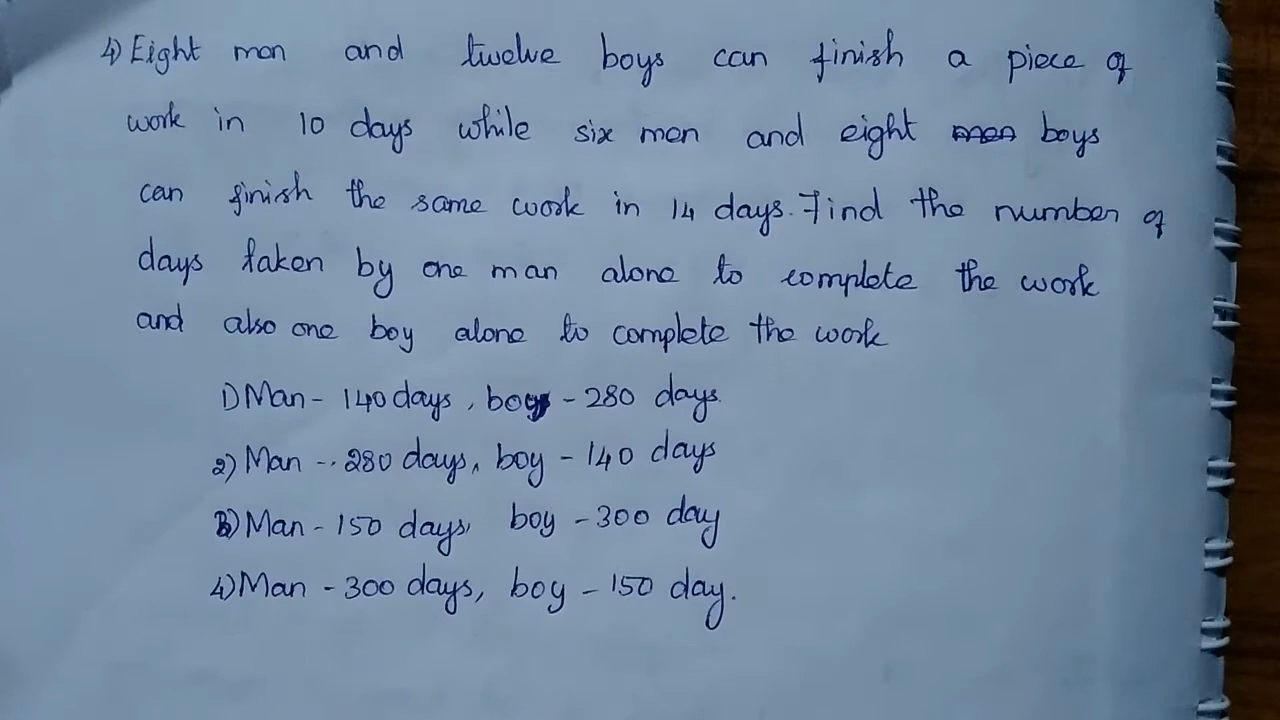 4) Eight men and twelve boys can finish a piece of
work in 10 days while six men and eight boys
can finish the same work in 14 days. Find the number of
days taken by one man alone to complete the work
and also one boy alone to complete the work
1) Man - 140 days, boy - 280 days.
2) Man - 280 days, boy - 140 days
3) Man - 150 days, boy - 300 day
4) Man - 300 days, boy - 150 day.